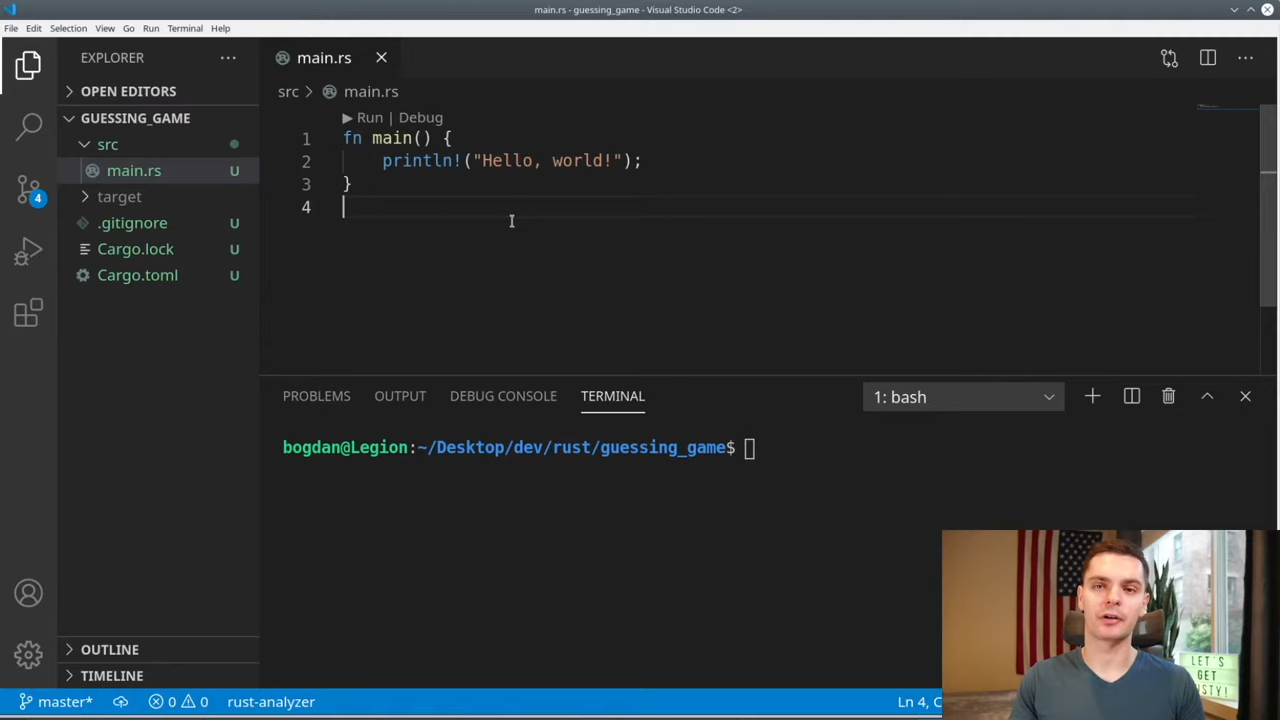 main.rs - guessing_game - Visual Studio Code <2>
File Edit Selection View Go Run Terminal Help
EXPLORER
OPEN EDITORS
GUESSING_GAME
src
main.rs U
target
.gitignore U
Cargo.lock U
Cargo.toml U
4
OUTLINE
TIMELINE
main.rs
src > main.rs
Run | Debug
1 fn main() {
2 println!("Hello, world!");
3 }
4
PROBLEMS OUTPUT DEBUG CONSOLE TERMINAL 1: bash
bogdan@Legion:~/Desktop/dev/rust/guessing_game$
LET'S
GET
master* 0 0 rust-analyzer Ln 4,